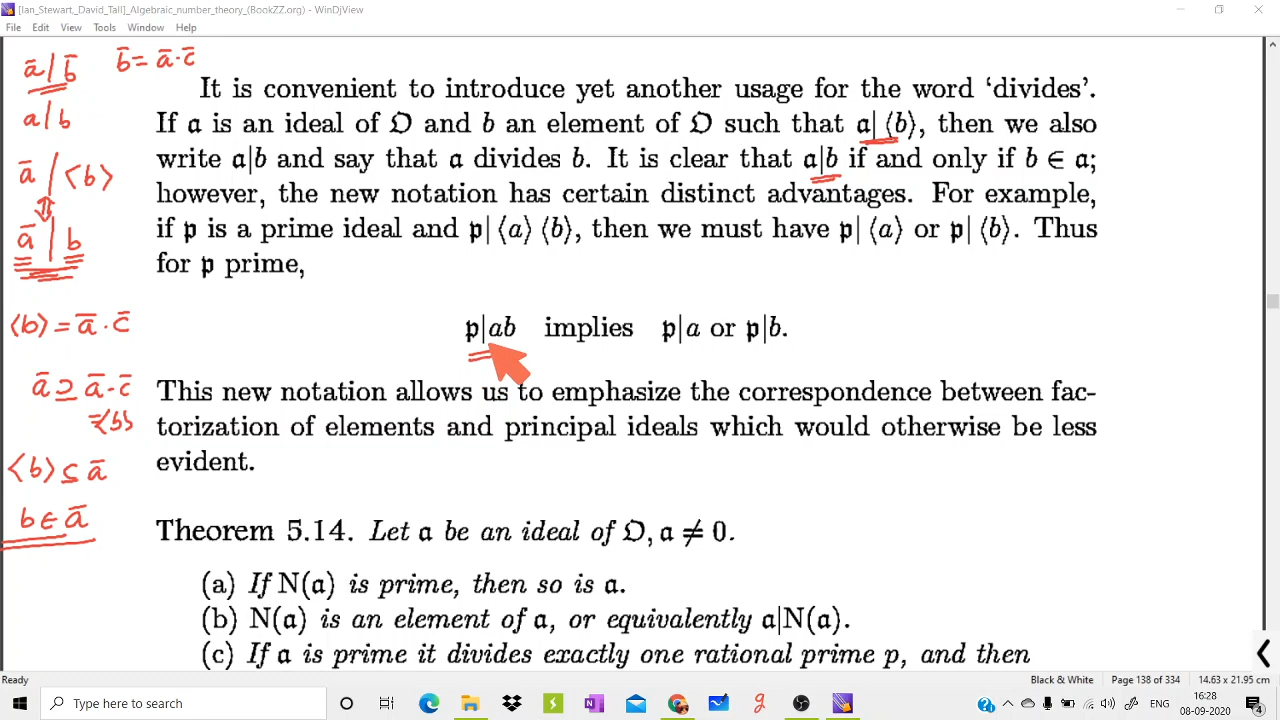 [Ian_Stewart,_David_Tall]_Algebraic_number_theory_(BookZZ.org) - WinDjView
File Edit View Tools Window Help
a̅ / b̅ b̅ = a̅ · c̅
a / b
a̅ / <b>
⇕
a̅ | b
<b> = a̅ · c̅
a̅ ⊇ a̅ · c̅
= <b>
<b> ⊆ a̅
b ∈ a̅
It is convenient to introduce yet another usage for the word ‘divides’.
If 𝔞 is an ideal of 𝔒 and b an element of 𝔒 such that 𝔞| ⟨b⟩, then we also
write 𝔞|b and say that 𝔞 divides b. It is clear that 𝔞|b if and only if b ∈ 𝔞;
however, the new notation has certain distinct advantages. For example,
if 𝔭 is a prime ideal and 𝔭| ⟨a⟩ ⟨b⟩, then we must have 𝔭| ⟨a⟩ or 𝔭| ⟨b⟩. Thus
for 𝔭 prime,
𝔭|ab implies 𝔭|a or 𝔭|b.
This new notation allows us to emphasize the correspondence between fac-
torization of elements and principal ideals which would otherwise be less
evident.
Theorem 5.14. Let 𝔞 be an ideal of 𝔒, 𝔞 ≠ 0.
(a) If N(𝔞) is prime, then so is 𝔞.
(b) N(𝔞) is an element of 𝔞, or equivalently 𝔞|N(𝔞).
(c) If 𝔞 is prime it divides exactly one rational prime p, and then
Ready Black & White Page 138 of 334 14.63 x 21.95 cm
Type here to search ENG 16:28
08-09-2020 4